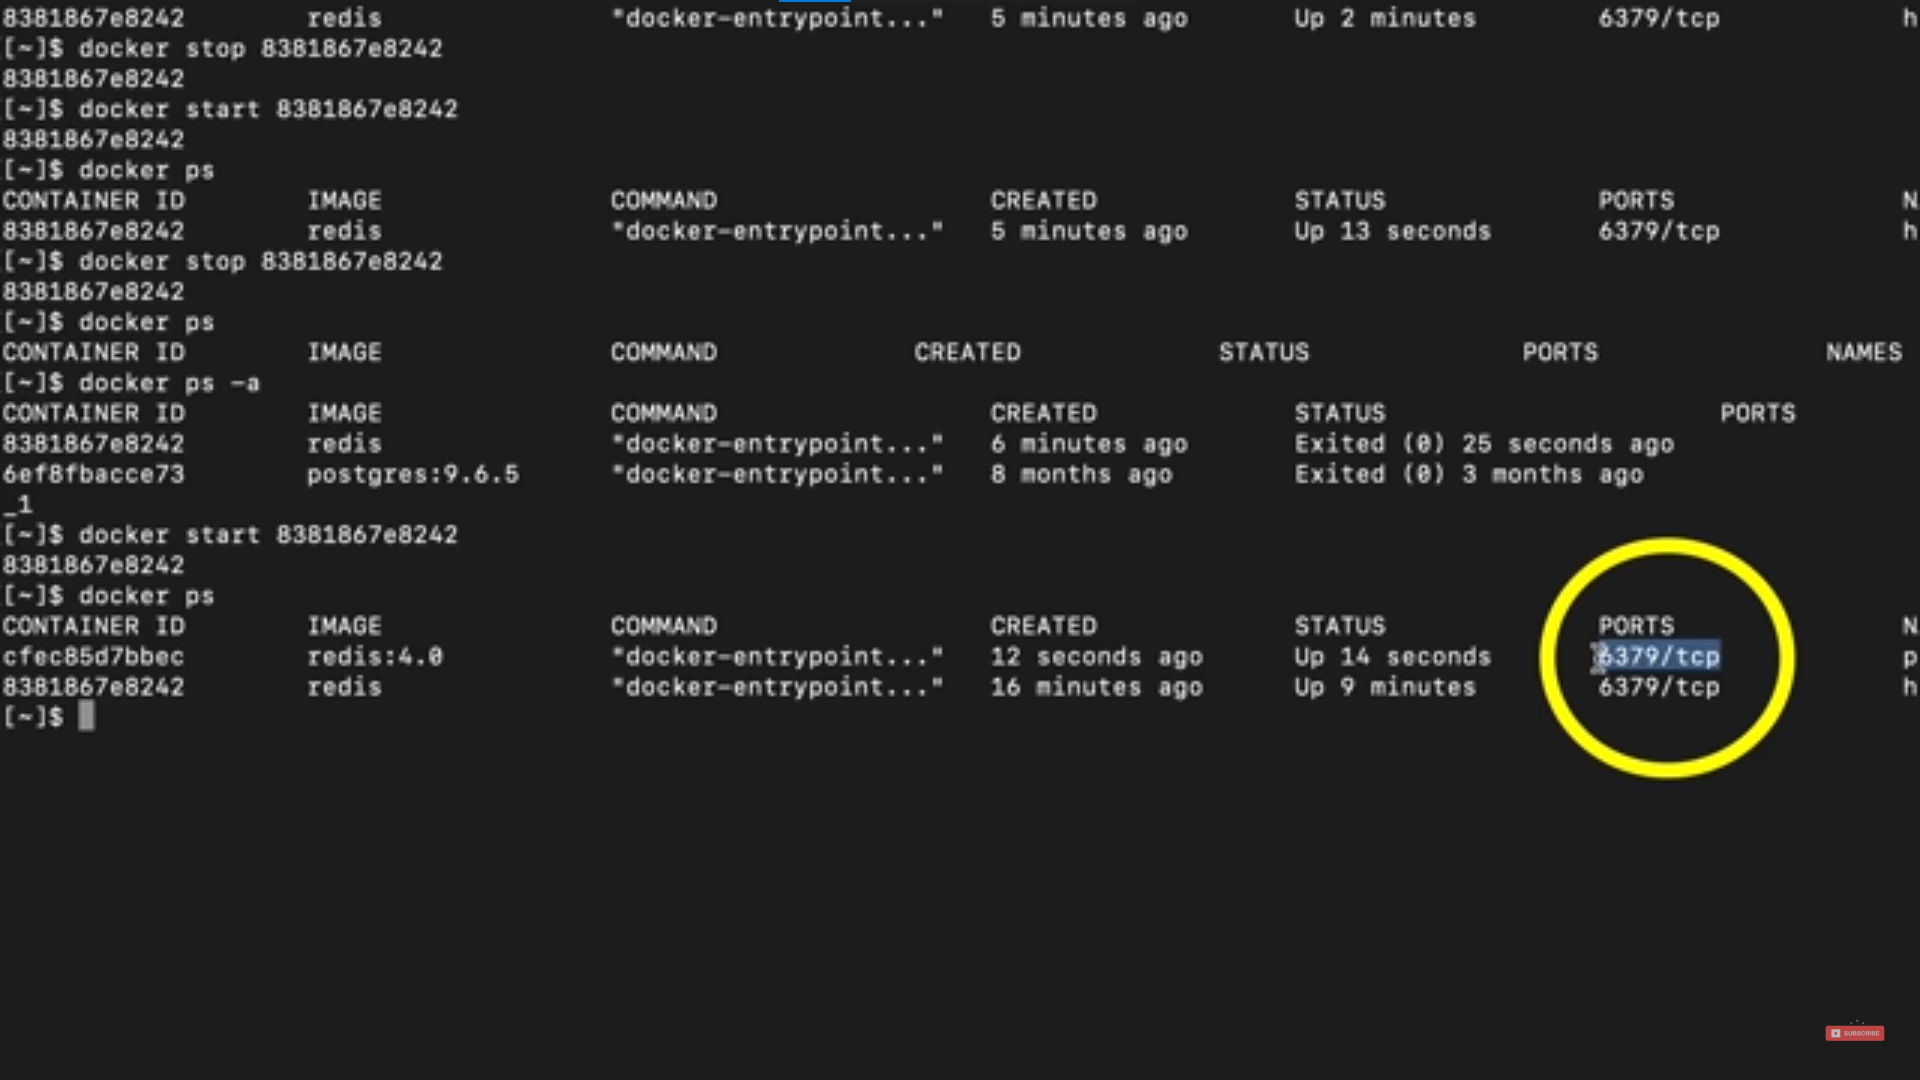 8381867e8242 redis "docker-entrypoint..." 5 minutes ago Up 2 minutes 6379/tcp h
[~]$ docker stop 8381867e8242
8381867e8242
[~]$ docker start 8381867e8242
8381867e8242
[~]$ docker ps
CONTAINER ID IMAGE COMMAND CREATED STATUS PORTS N
8381867e8242 redis "docker-entrypoint..." 5 minutes ago Up 13 seconds 6379/tcp h
[~]$ docker stop 8381867e8242
8381867e8242
[~]$ docker ps
CONTAINER ID IMAGE COMMAND CREATED STATUS PORTS NAMES
[~]$ docker ps -a
CONTAINER ID IMAGE COMMAND CREATED STATUS PORTS
8381867e8242 redis "docker-entrypoint..." 6 minutes ago Exited (0) 25 seconds ago
6ef8fbacce73 postgres:9.6.5 "docker-entrypoint..." 8 months ago Exited (0) 3 months ago
_1
[~]$ docker start 8381867e8242
8381867e8242
[~]$ docker ps
CONTAINER ID IMAGE COMMAND CREATED STATUS PORTS N
cfec85d7bbec redis:4.0 "docker-entrypoint..." 12 seconds ago Up 14 seconds 6379/tcp p
8381867e8242 redis "docker-entrypoint..." 16 minutes ago Up 9 minutes 6379/tcp h
[~]$
SUBSCRIBE